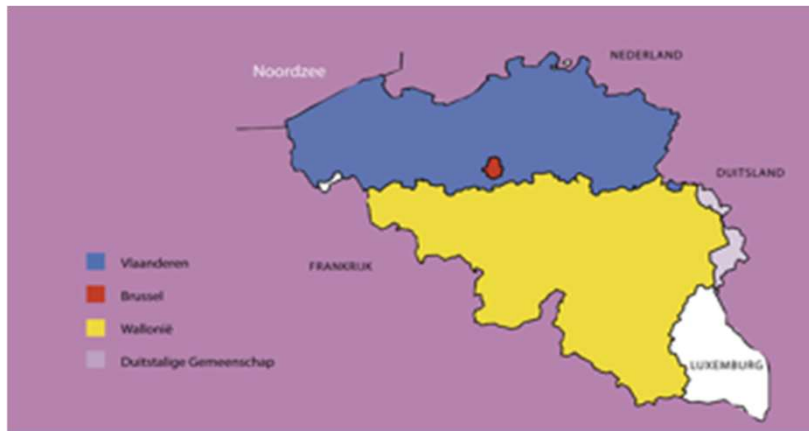 NEDERLAND
Noordzee
DUITSLAND
FRANKRIJK
Vlaanderen
Brussel
Wallonië
Duitstalige Gemeenschap
LUXEMBURG